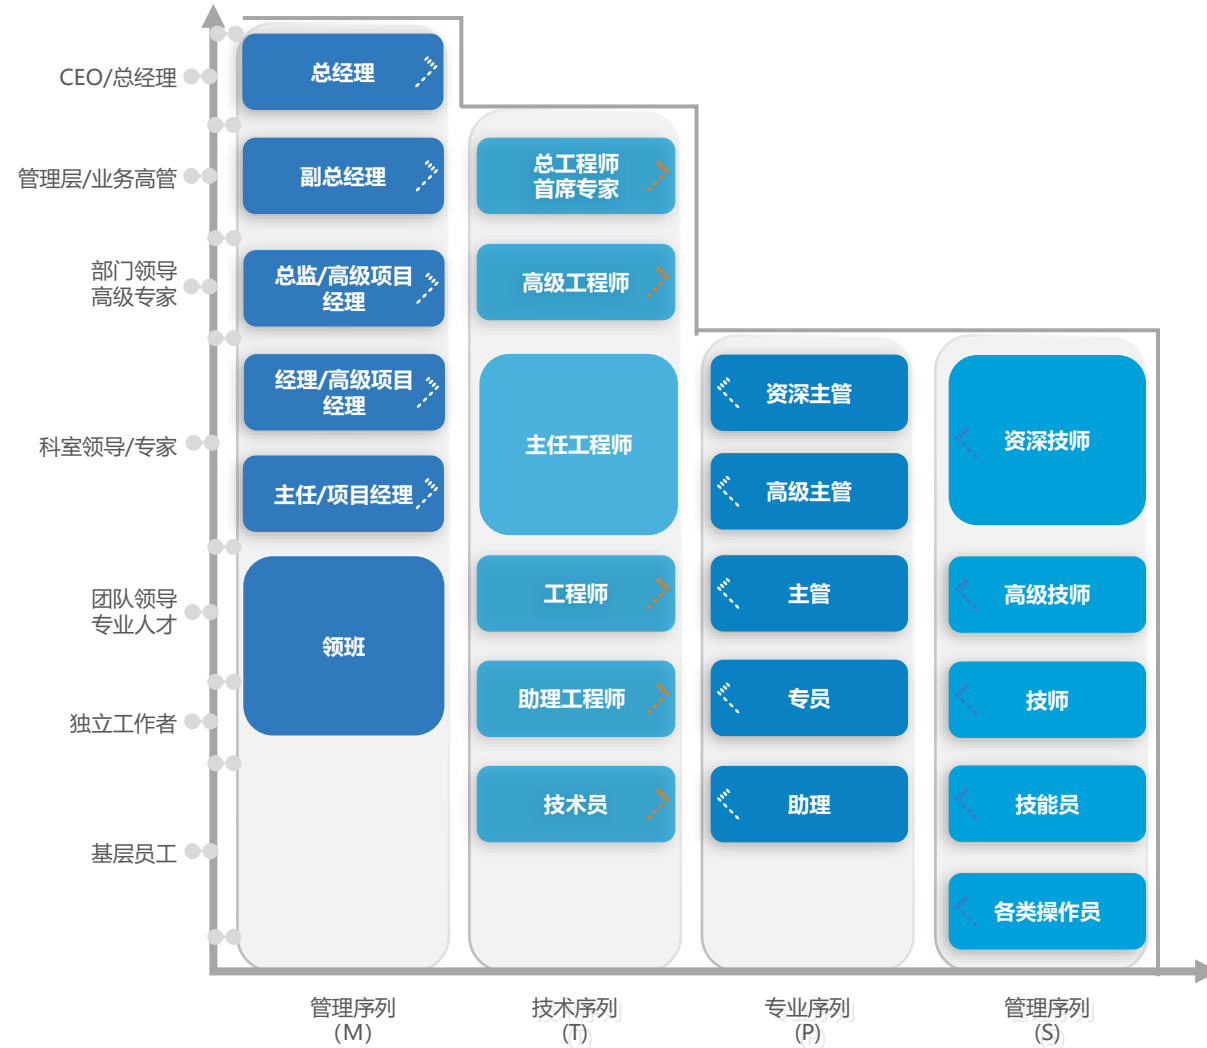 CEO/总经理
总经理
管理层/业务高管
副总经理
总工程师
首席专家
部门领导
高级专家
总监/高级项目
经理
高级工程师
科室领导/专家
经理/高级项目
经理
主任/项目经理
主任工程师
资深主管
高级主管
资深技师
团队领导
专业人才
领班
工程师
主管
高级技师
独立工作者
助理工程师
专员
技师
基层员工
技术员
助理
技能员
各类操作员
管理序列
(M)
技术序列
(T)
专业序列
(P)
管理序列
(S)